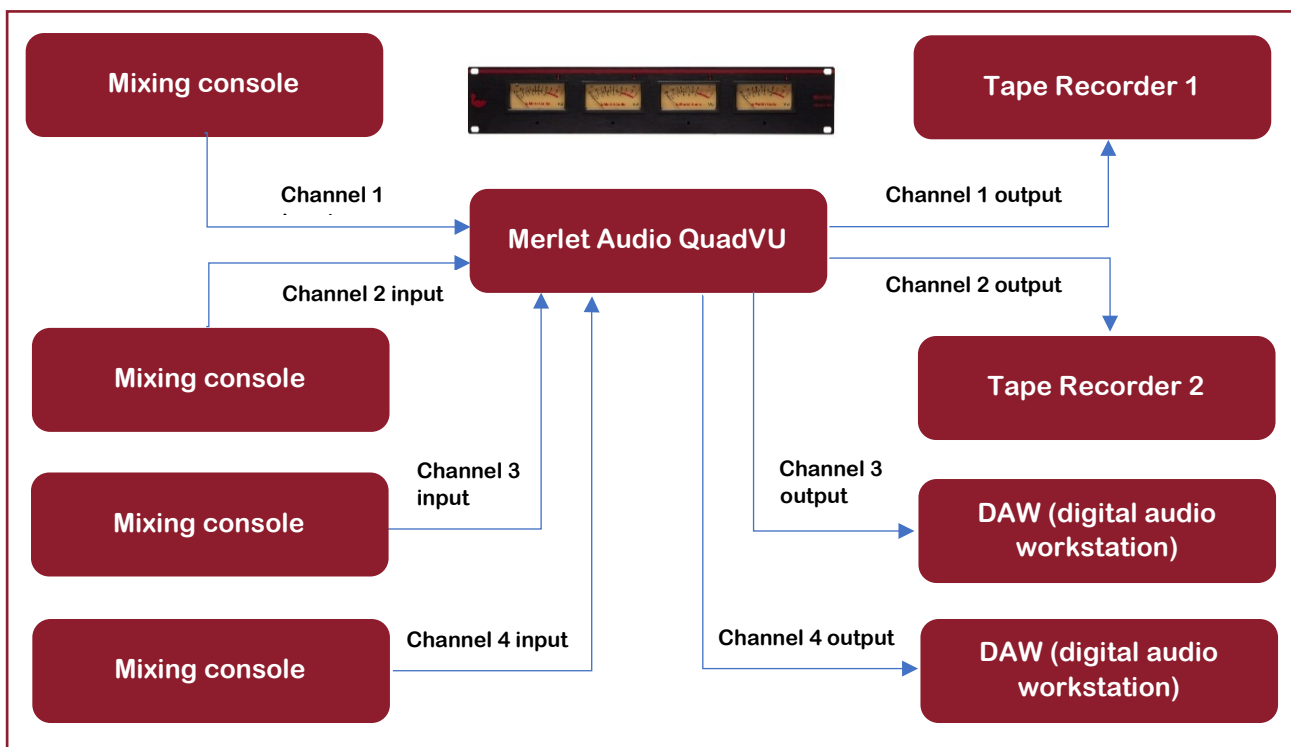 Mixing console
Tape Recorder 1
Channel 1
Channel 1 output
Merlet Audio QuadVU
Channel 2 input
Channel 2 output
Mixing console
Tape Recorder 2
Channel 3
input
Channel 3
output
Mixing console
DAW (digital audio
workstation)
Channel 4 input
Channel 4 output
Mixing console
DAW (digital audio
workstation)